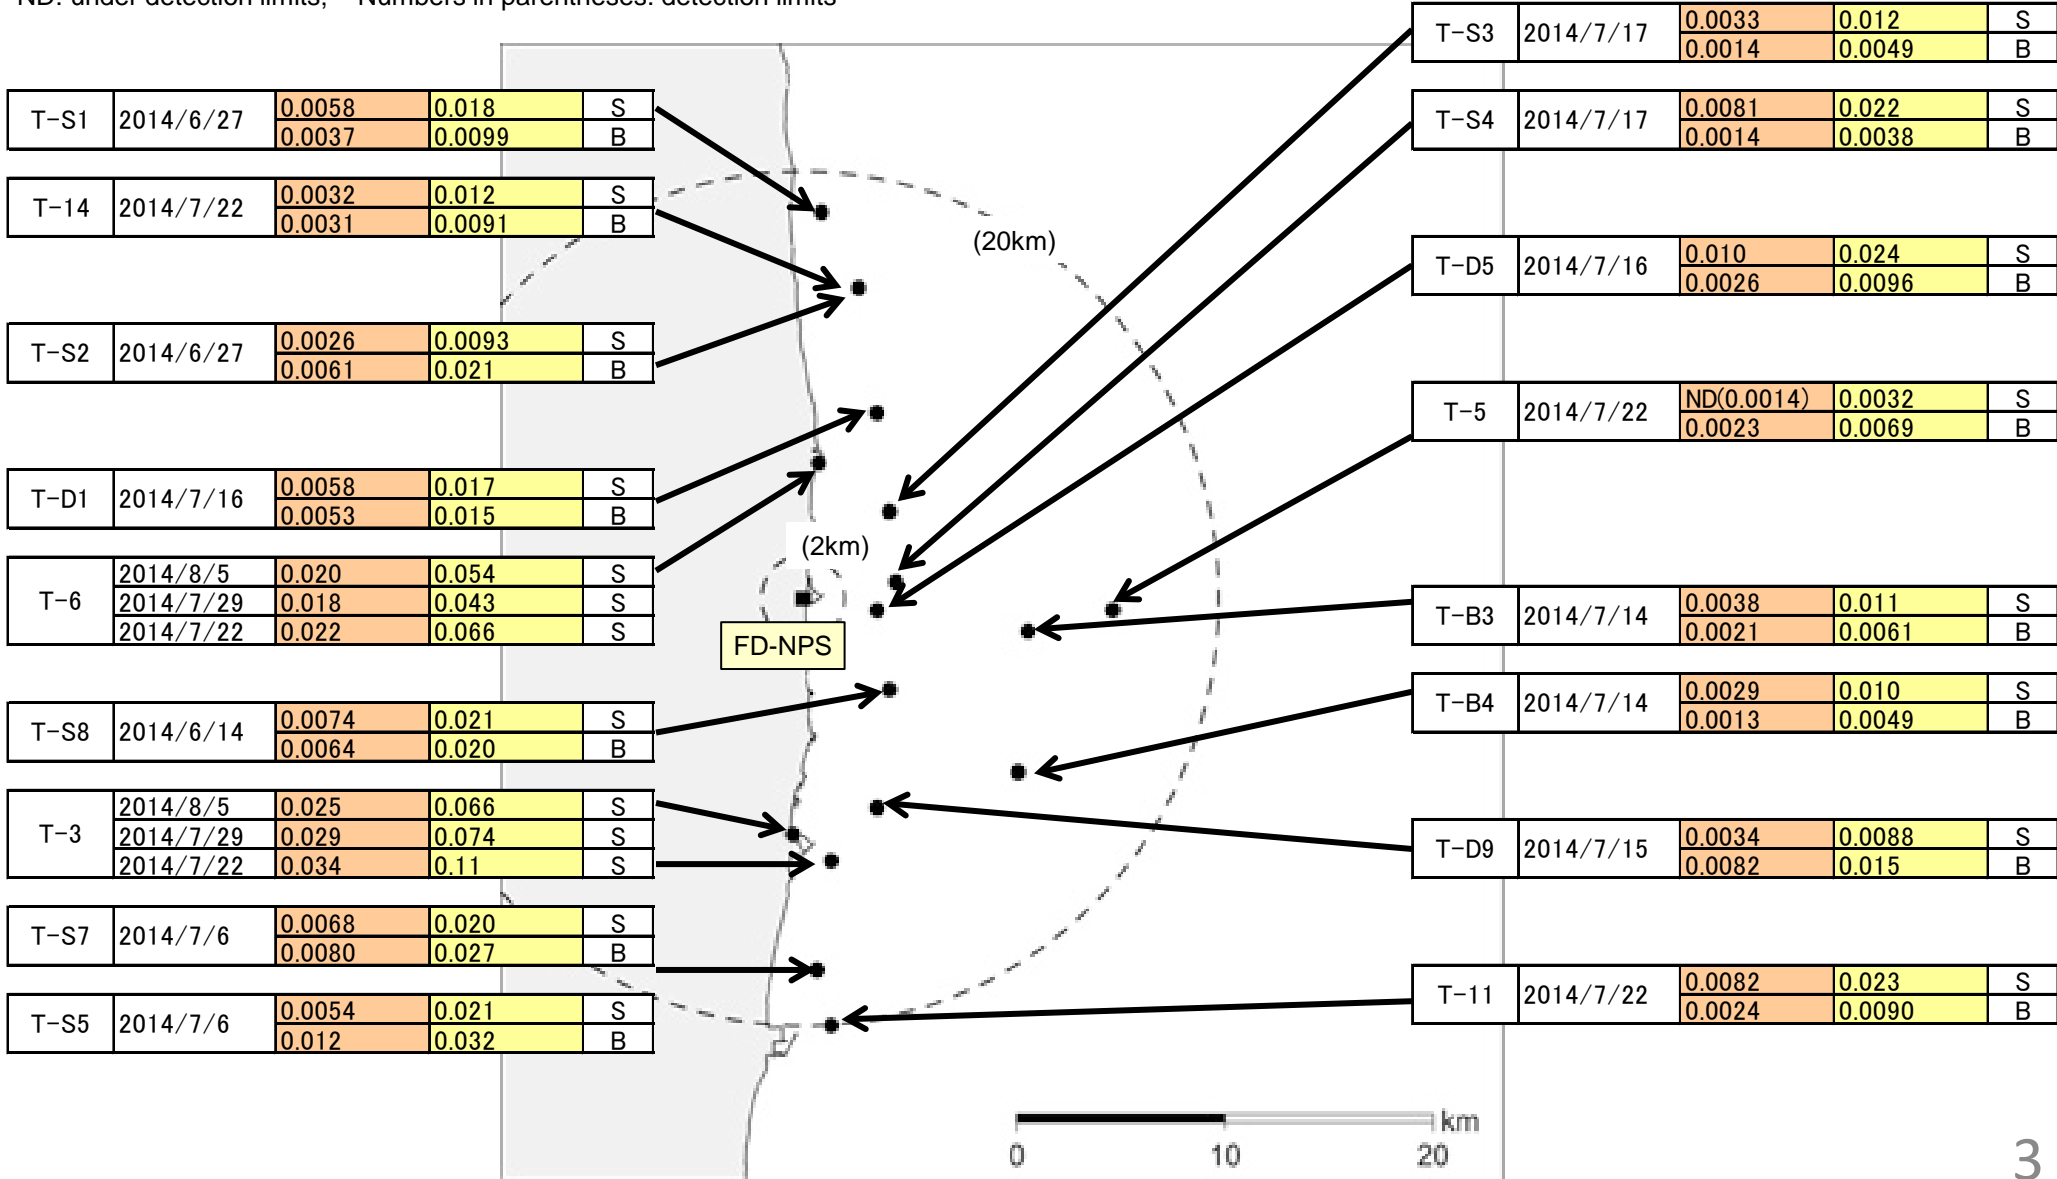 ND: under detection limits, Numbers in parentheses: detection limits
T-S1 2014/6/27 0.0058 0.018 S
0.0037 0.0099 B
T-14 2014/7/22 0.0032 0.012 S
0.0031 0.0091 B
T-S2 2014/6/27 0.0026 0.0093 S
0.0061 0.021 B
T-D1 2014/7/16 0.0058 0.017 S
0.0053 0.015 B
T-6 2014/8/5 0.020 0.054 S
2014/7/29 0.018 0.043 S
2014/7/22 0.022 0.066 S
T-S8 2014/6/14 0.0074 0.021 S
0.0064 0.020 B
T-3 2014/8/5 0.025 0.066 S
2014/7/29 0.029 0.074 S
2014/7/22 0.034 0.11 S
T-S7 2014/7/6 0.0068 0.020 S
0.0080 0.027 B
T-S5 2014/7/6 0.0054 0.021 S
0.012 0.032 B
(20km)
(2km)
FD-NPS
T-S3 2014/7/17 0.0033 0.012 S
0.0014 0.0049 B
T-S4 2014/7/17 0.0081 0.022 S
0.0014 0.0038 B
T-D5 2014/7/16 0.010 0.024 S
0.0026 0.0096 B
T-5 2014/7/22 ND(0.0014) 0.0032 S
0.0023 0.0069 B
T-B3 2014/7/14 0.0038 0.011 S
0.0021 0.0061 B
T-B4 2014/7/14 0.0029 0.010 S
0.0013 0.0049 B
T-D9 2014/7/15 0.0034 0.0088 S
0.0082 0.015 B
T-11 2014/7/22 0.0082 0.023 S
0.0024 0.0090 B
km
0 10 20
3